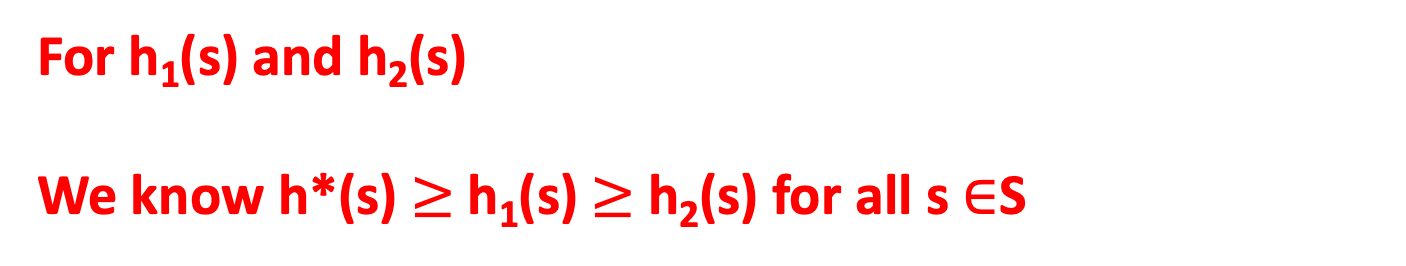 For h₁(s) and h₂(s)
We know h*(s) ≥ h₁(s) ≥ h₂(s) for all s ∈S